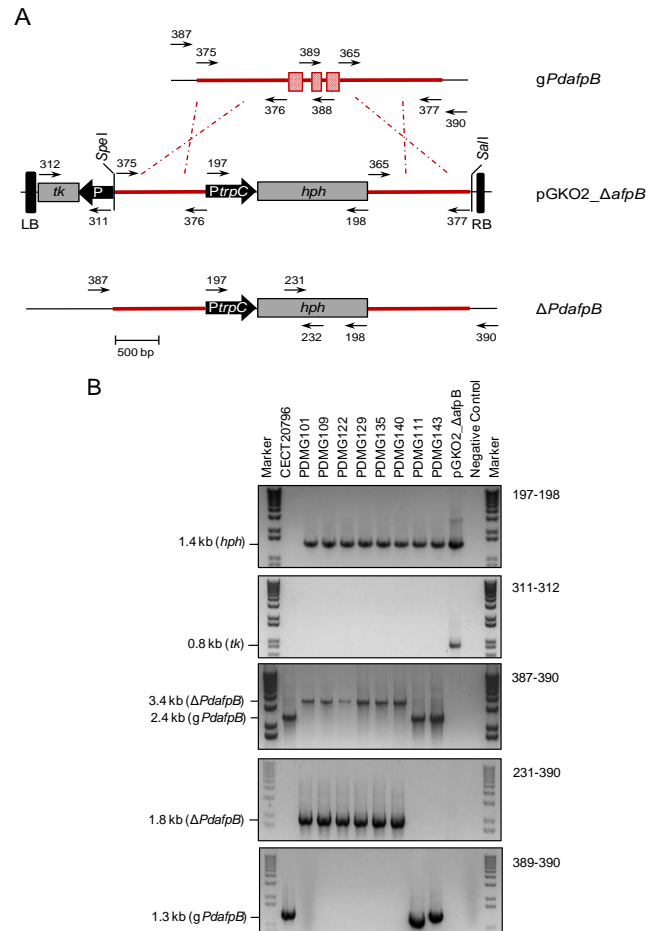 A
387
375
389
365
gPdafpB
376
388
377
390
SpeI
SalI
312
375
197
365
tk
P
PtrpC
hph
pGKO2_ΔafpB
LB
311
376
198
377
RB
387
197
231
PtrpC
hph
ΔPdafpB
500 bp
232
198
390
B
Marker
CECT20796
PDMG101
PDMG109
PDMG122
PDMG129
PDMG135
PDMG140
PDMG111
PDMG143
pGKO2_ΔafpB
Negative Control
Marker
197-198
1.4 kb (hph)
311-312
0.8 kb (tk)
387-390
3.4 kb (ΔPdafpB)
2.4 kb (gPdafpB)
231-390
1.8 kb (ΔPdafpB)
389-390
1.3 kb (gPdafpB)